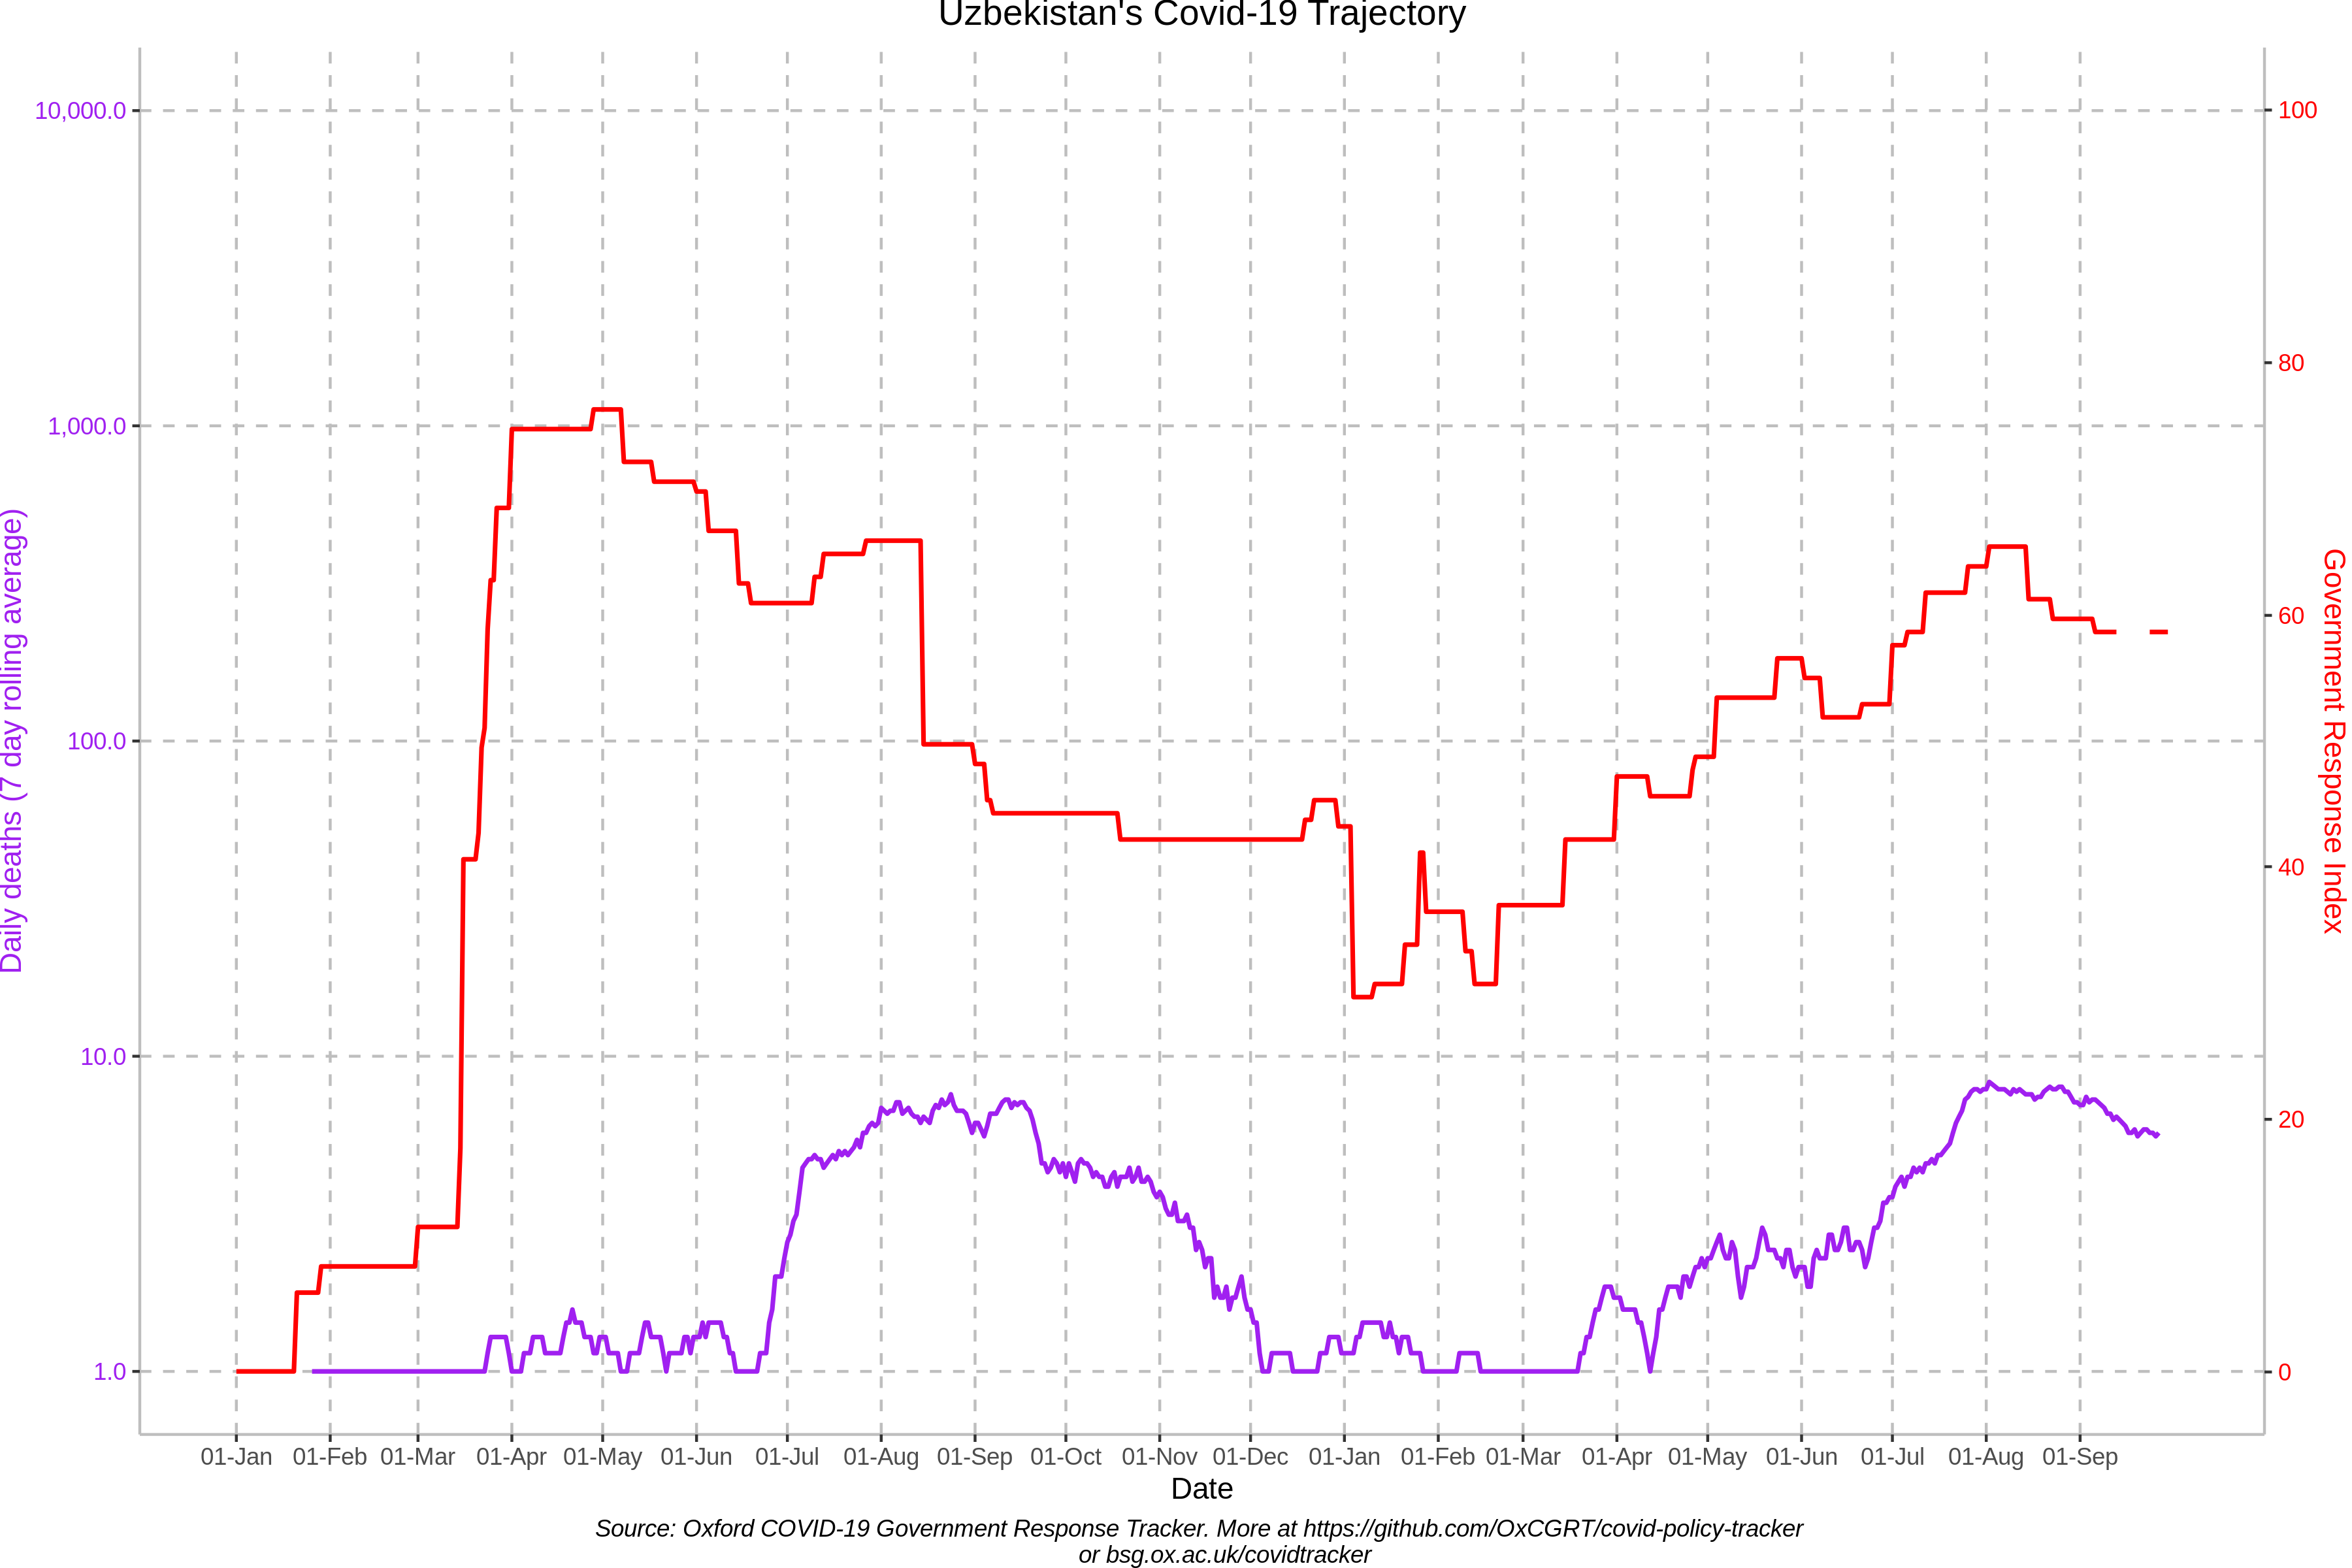 Uzbekistan's Covid-19 Trajectory
10,000.0
1,000.0
100.0
10.0
1.0
Daily deaths (7 day rolling average)
100
80
60
40
20
0
Government Response Index
01-Jan 01-Feb 01-Mar 01-Apr 01-May 01-Jun 01-Jul 01-Aug 01-Sep 01-Oct 01-Nov 01-Dec 01-Jan 01-Feb 01-Mar 01-Apr 01-May 01-Jun 01-Jul 01-Aug 01-Sep
Date
Source: Oxford COVID-19 Government Response Tracker. More at https://github.com/OxCGRT/covid-policy-tracker
or bsg.ox.ac.uk/covidtracker